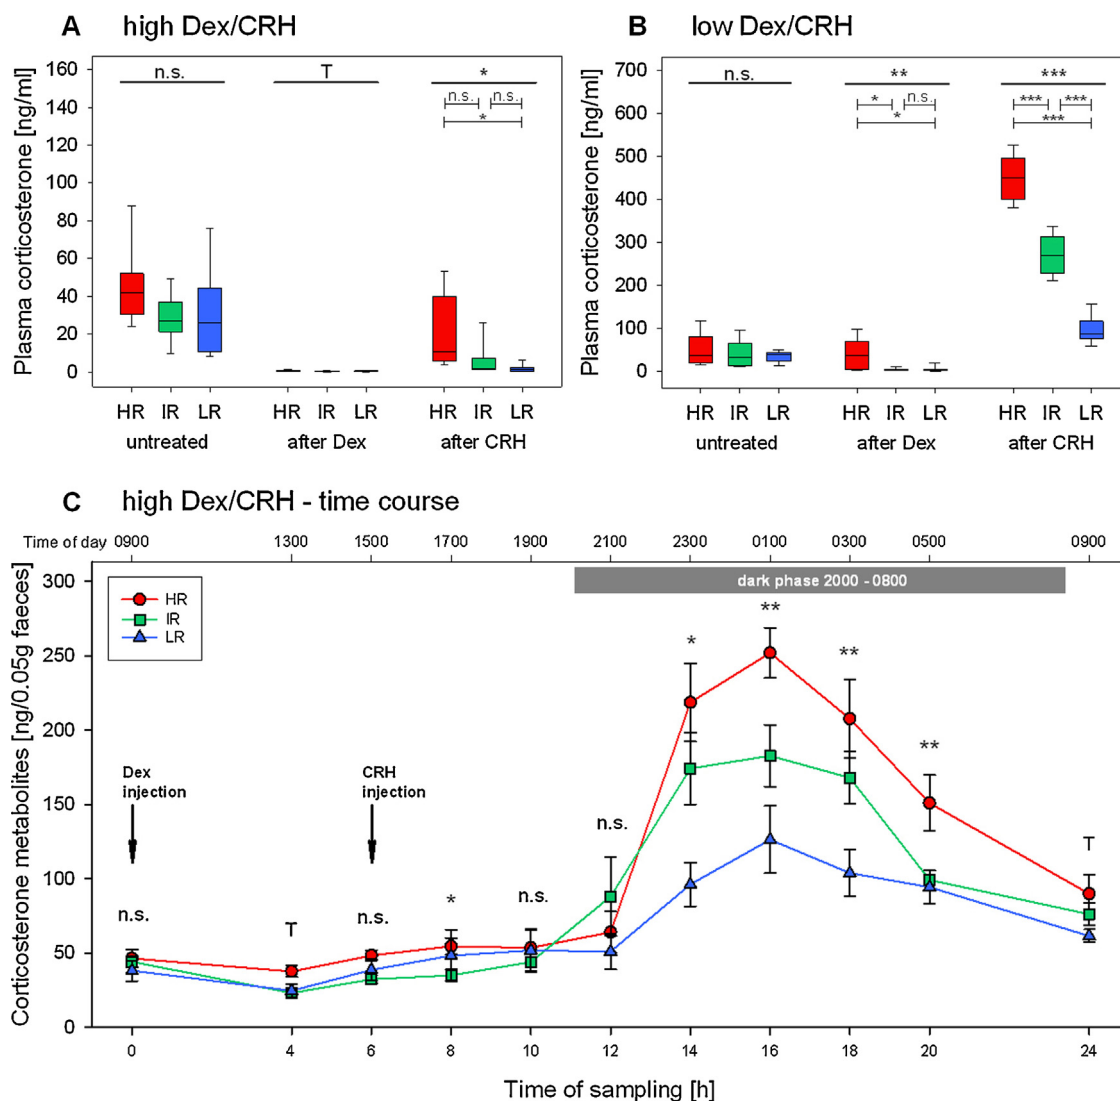 A high Dex/CRH
Plasma corticosterone [ng/ml]
160
140
120
100
80
60
40
20
0
n.s.
T
*
n.s. n.s.
*
HR IR LR HR IR LR HR IR LR
untreated after Dex after CRH
B low Dex/CRH
Plasma corticosterone [ng/ml]
700
600
500
400
300
200
100
0
n.s.
**
***
* n.s.
*
*** ***
***
HR IR LR HR IR LR HR IR LR
untreated after Dex after CRH
C high Dex/CRH - time course
Time of day 0900 1300 1500 1700 1900 2100 2300 0100 0300 0500 0900
dark phase 2000 - 0800
HR
IR
LR
Corticosterone metabolites [ng/0.05g faeces]
300
250
200
150
100
50
0
Dex
injection
CRH
injection
n.s. T n.s. * n.s. n.s. * ** ** ** T
0 4 6 8 10 12 14 16 18 20 24
Time of sampling [h]